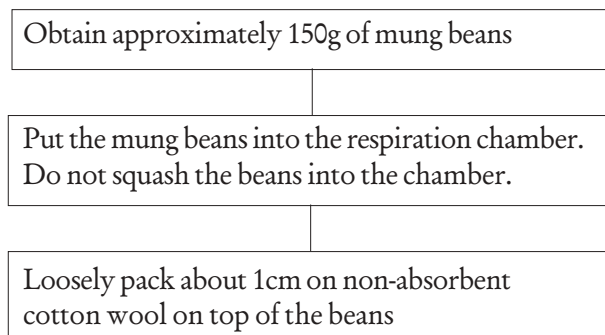 Obtain approximately 150g of mung beans
Put the mung beans into the respiration chamber.
Do not squash the beans into the chamber.
Loosely pack about 1cm on non-absorbent
cotton wool on top of the beans